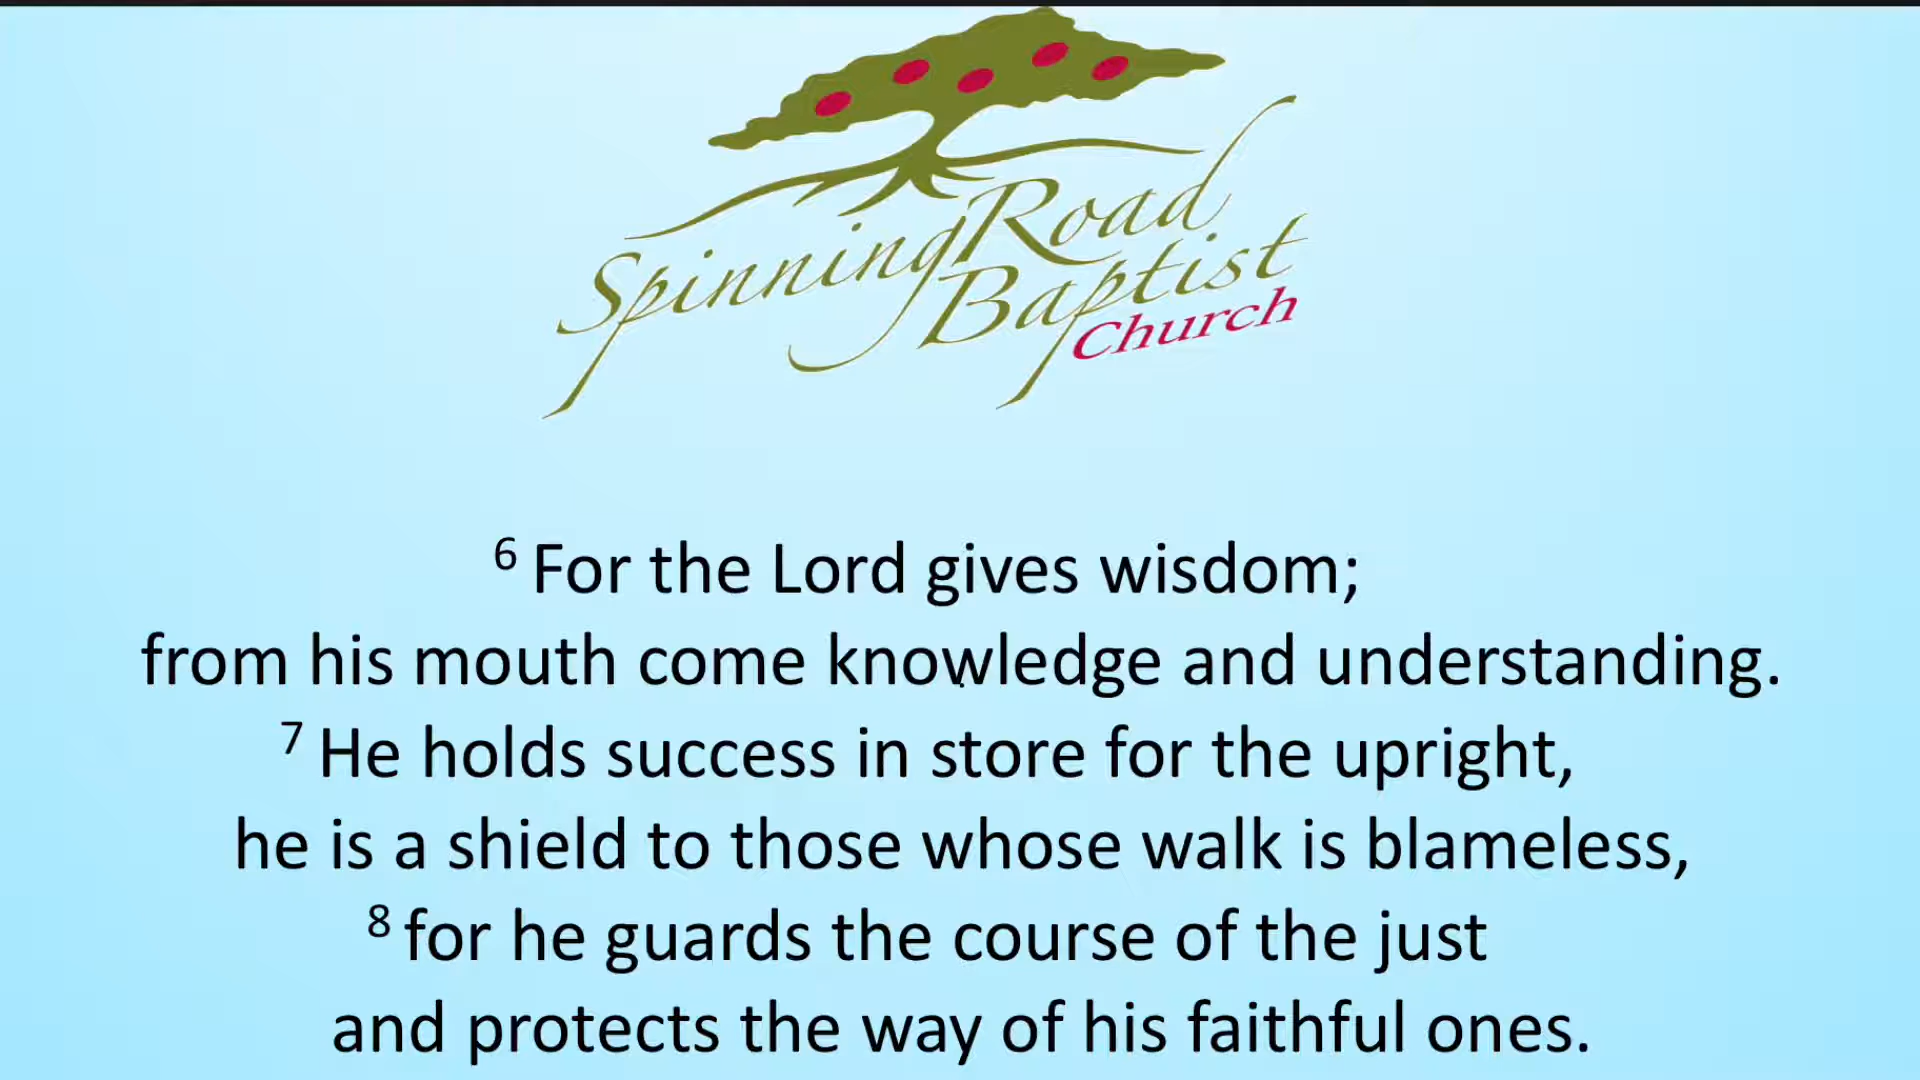 Spinning Road
Baptist
Church
6 For the Lord gives wisdom;
from his mouth come knowledge and understanding.
7 He holds success in store for the upright,
he is a shield to those whose walk is blameless,
8 for he guards the course of the just
and protects the way of his faithful ones.